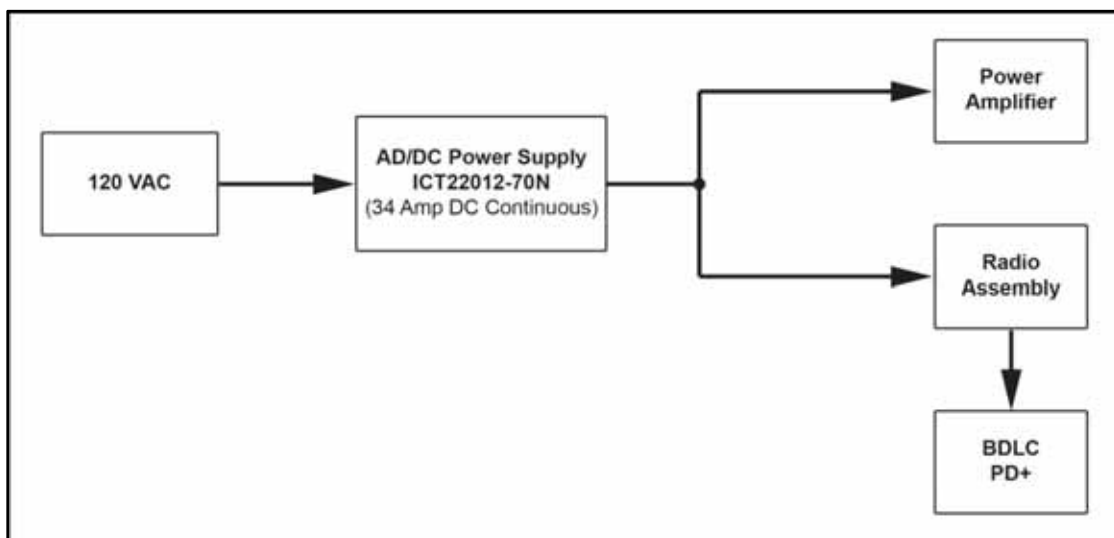 120 VAC
AD/DC Power Supply
ICT22012-70N
(34 Amp DC Continuous)
Power
Amplifier
Radio
Assembly
BDLC
PD+